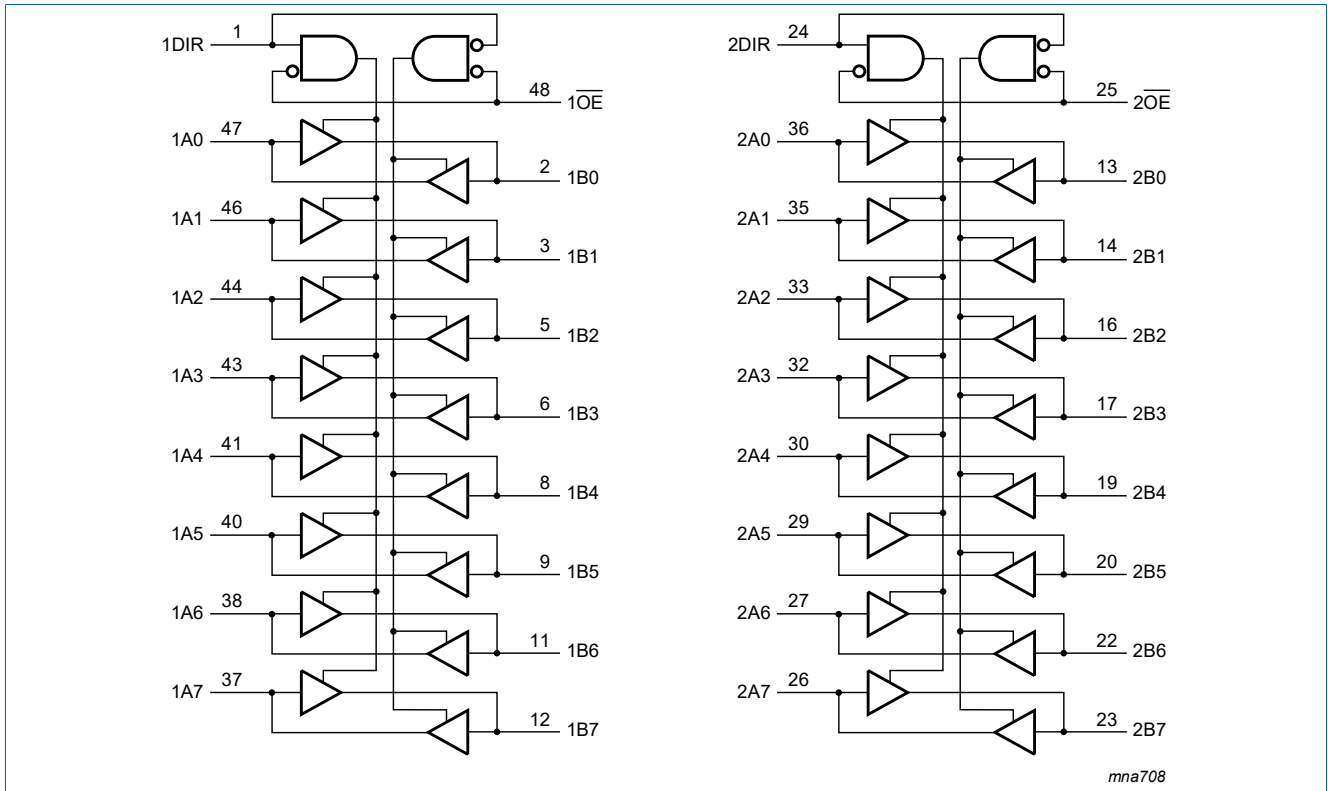 1DIR 1
48 1OE
1A0 47
2 1B0
1A1 46
3 1B1
1A2 44
5 1B2
1A3 43
6 1B3
1A4 41
8 1B4
1A5 40
9 1B5
1A6 38
11 1B6
1A7 37
12 1B7
2DIR 24
25 2OE
2A0 36
13 2B0
2A1 35
14 2B1
2A2 33
16 2B2
2A3 32
17 2B3
2A4 30
19 2B4
2A5 29
20 2B5
2A6 27
22 2B6
2A7 26
23 2B7
mna708